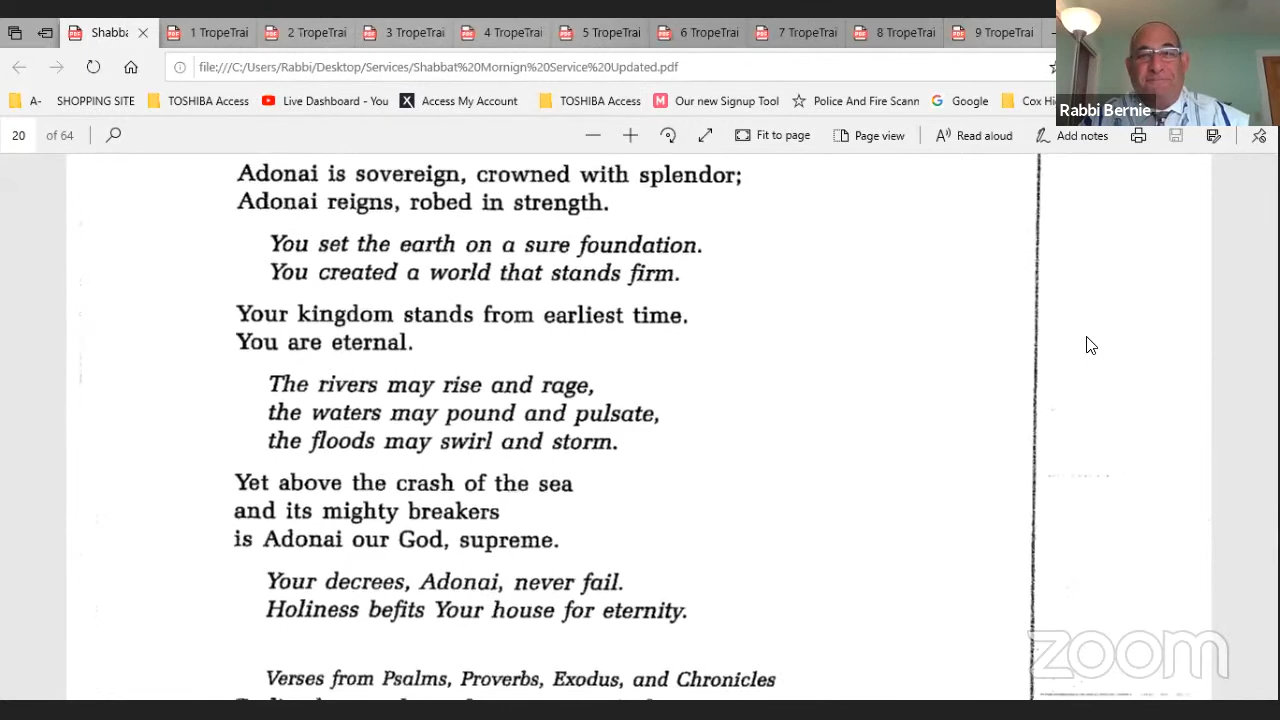 Shabba
1 TropeTrai
2 TropeTrai
3 TropeTrai
4 TropeTrai
5 TropeTrai
6 TropeTrai
7 TropeTrai
8 TropeTrai
9 TropeTrai
file:///C:/Users/Rabbi/Desktop/Services/Shabbat%20Mornign%20Service%20Updated.pdf
A- SHOPPING SITE
TOSHIBA Access
Live Dashboard - You
Access My Account
TOSHIBA Access
Our new Signup Tool
Police And Fire Scann
Google
Cox Hi
Rabbi Bernie
20 of 64
Fit to page
Page view
Read aloud
Add notes
Adonai is sovereign, crowned with splendor;
Adonai reigns, robed in strength.
You set the earth on a sure foundation.
You created a world that stands firm.
Your kingdom stands from earliest time.
You are eternal.
The rivers may rise and rage,
the waters may pound and pulsate,
the floods may swirl and storm.
Yet above the crash of the sea
and its mighty breakers
is Adonai our God, supreme.
Your decrees, Adonai, never fail.
Holiness befits Your house for eternity.
Verses from Psalms, Proverbs, Exodus, and Chronicles
zoom